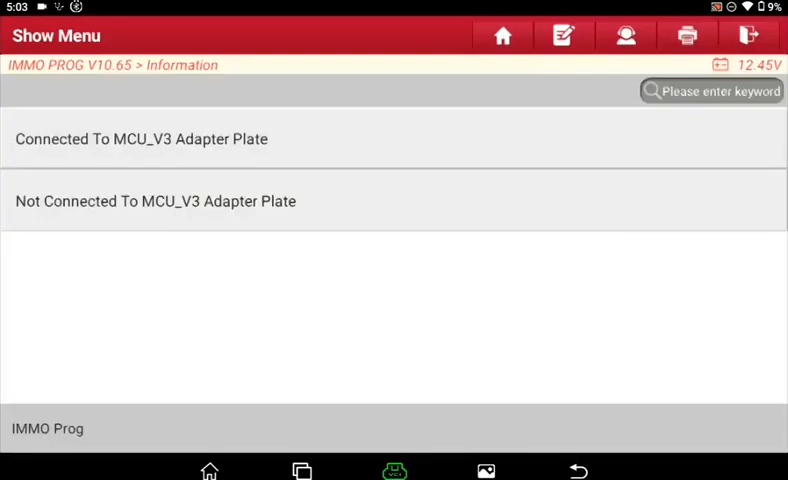 5:03
9%
Show Menu
IMMO PROG V10.65 > Information
12.45V
Please enter keyword
Connected To MCU_V3 Adapter Plate
Not Connected To MCU_V3 Adapter Plate
IMMO Prog
VCI